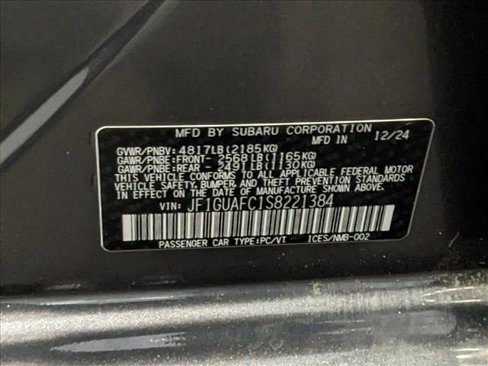 MFD BY SUBARU CORPORATION
MFD IN 12/24
GVWR/PNBV: 4817LB(2185KG)
GAWR/PNBE:FRONT- 2568LB(1165KG)
GAWR/PNBE:REAR - 2491LB(1130KG)
THIS VEHICLE CONFORMS TO ALL APPLICABLE FEDERAL MOTOR
VEHICLE SAFETY, BUMPER, AND THEFT PREVENTION STANDARDS
IN EFFECT ON THE DATE OF MANUFACTURE SHOWN ABOVE.
VIN: JF1GUAFC1S8221384
PASSENGER CAR TYPE:PC/VT ICES/NMB-002